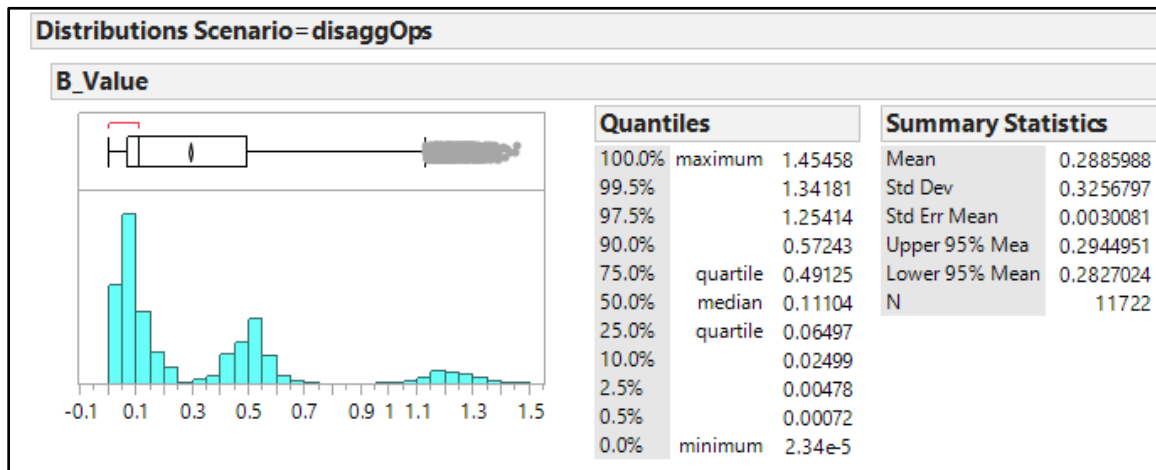 Distributions Scenario=disaggOps
B_Value
-0.1 0.1 0.3 0.5 0.7 0.9 1 1.1 1.3 1.5
Quantiles
100.0% maximum 1.45458
99.5% 1.34181
97.5% 1.25414
90.0% 0.57243
75.0% quartile 0.49125
50.0% median 0.11104
25.0% quartile 0.06497
10.0% 0.02499
2.5% 0.00478
0.5% 0.00072
0.0% minimum 2.34e-5
Summary Statistics
Mean 0.2885988
Std Dev 0.3256797
Std Err Mean 0.0030081
Upper 95% Mea 0.2944951
Lower 95% Mean 0.2827024
N 11722